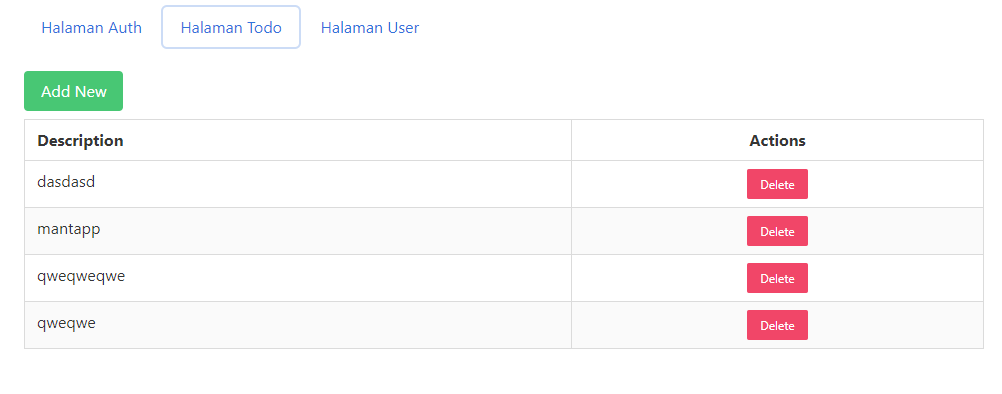 Halaman Auth Halaman Todo Halaman User
Add New
Description Actions
dasdasd Delete
mantapp Delete
qweqweqwe Delete
qweqwe Delete